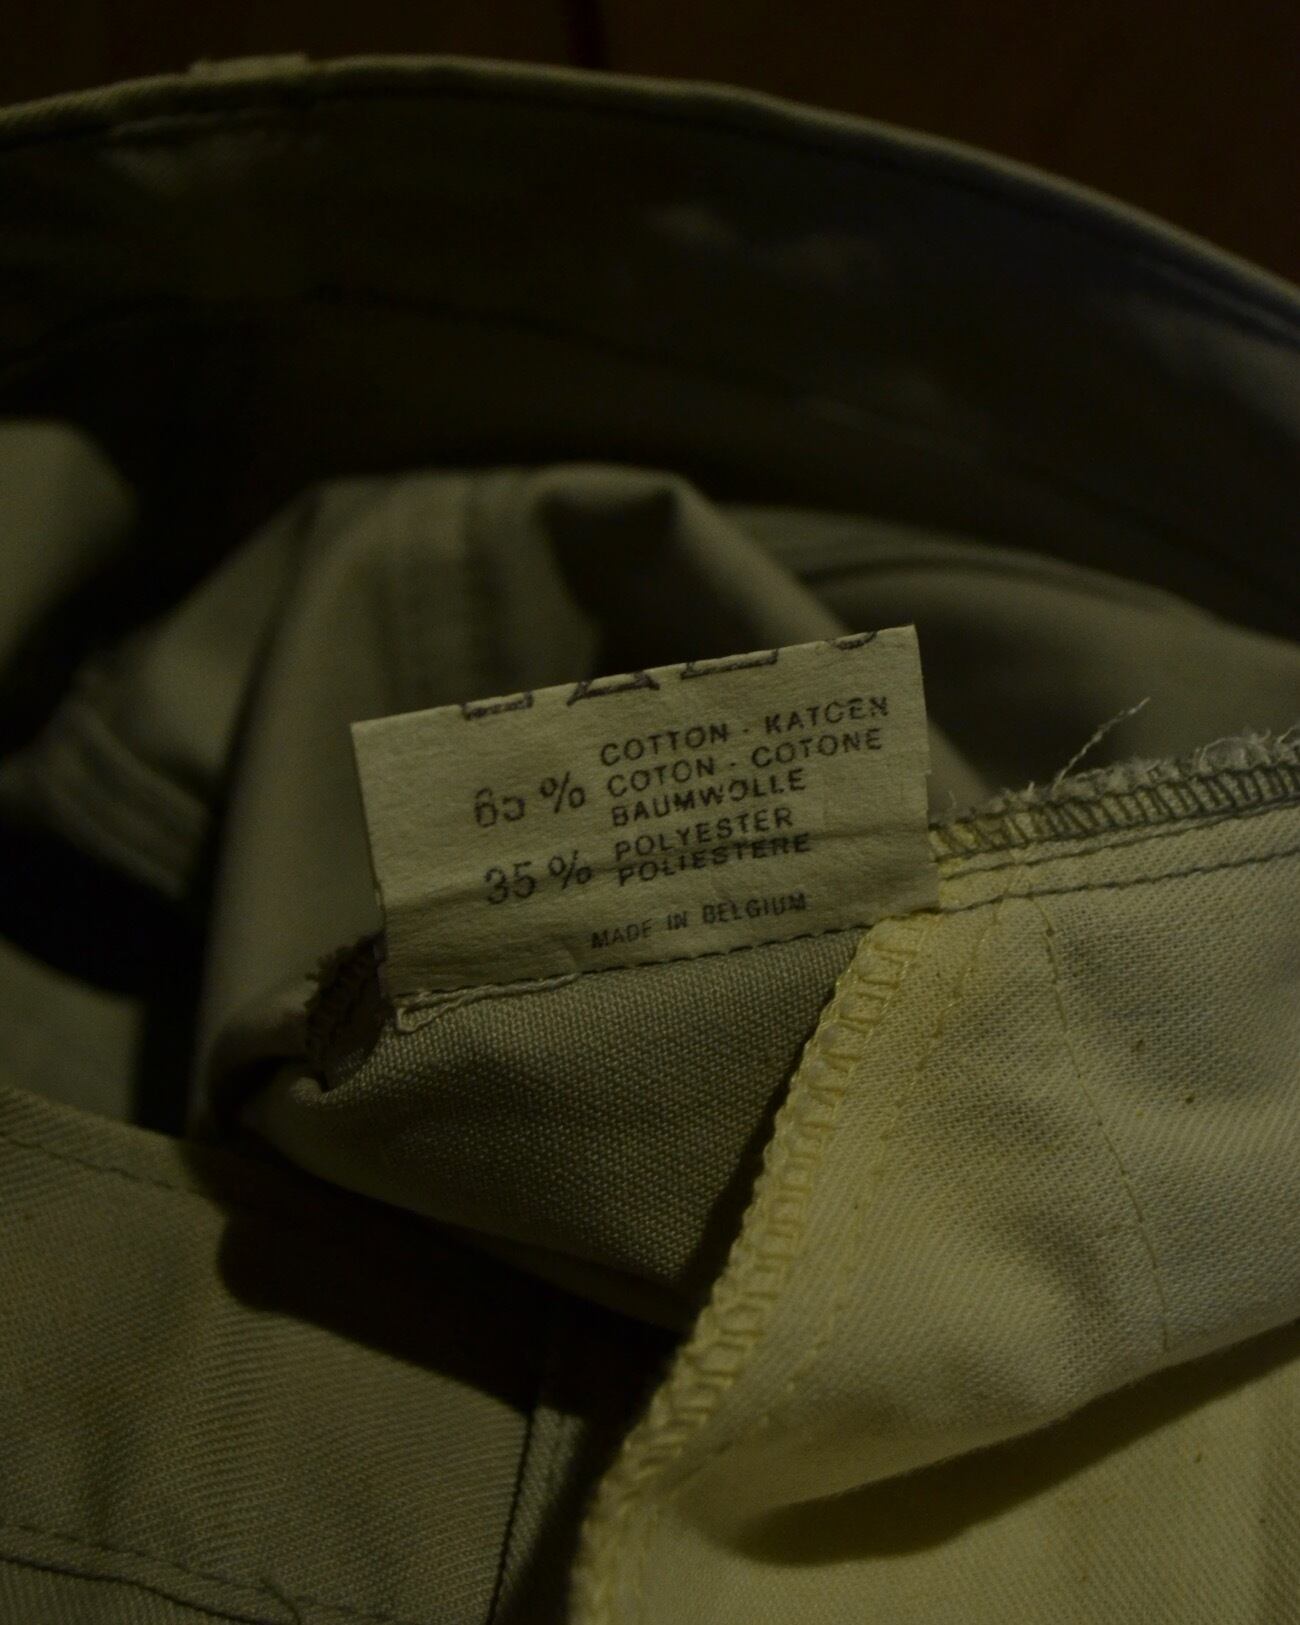 65% COTTON - KATOEN
COTON - COTONE
BAUMWOLLE
35% POLYESTER
POLIESTERE
MADE IN BELGIUM